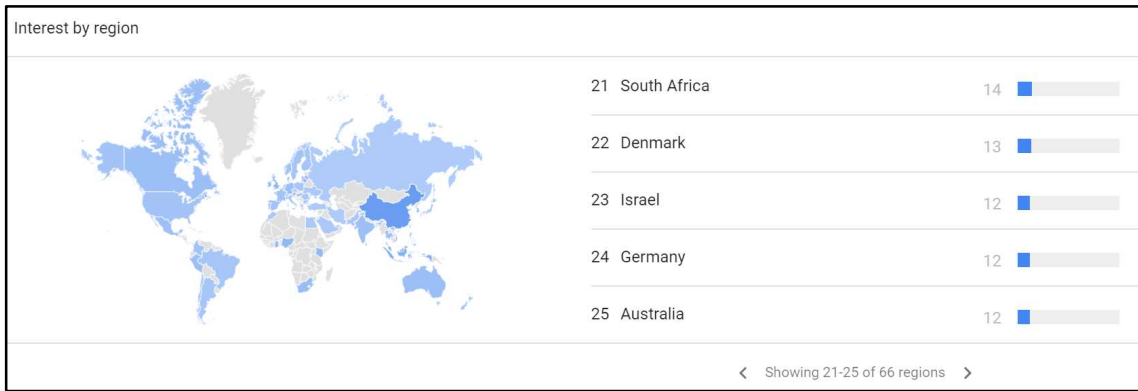 Interest by region
21 South Africa 14
22 Denmark 13
23 Israel 12
24 Germany 12
25 Australia 12
Showing 21-25 of 66 regions